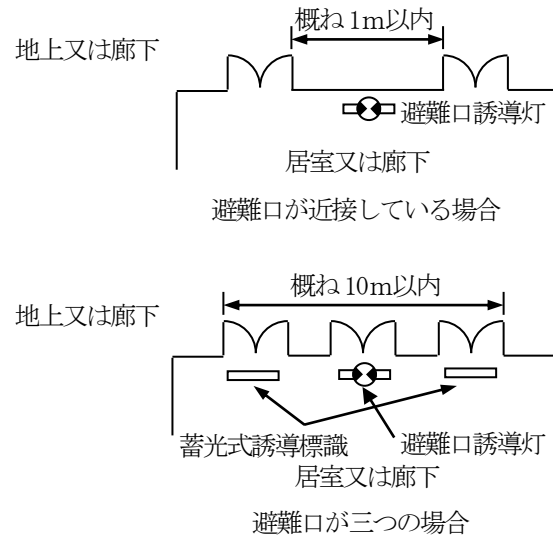 概ね 1m以内
地上又は廊下
避難口誘導灯
居室又は廊下
避難口が近接している場合
概ね 10m以内
地上又は廊下
蓄光式誘導標識
避難口誘導灯
居室又は廊下
避難口が三つの場合